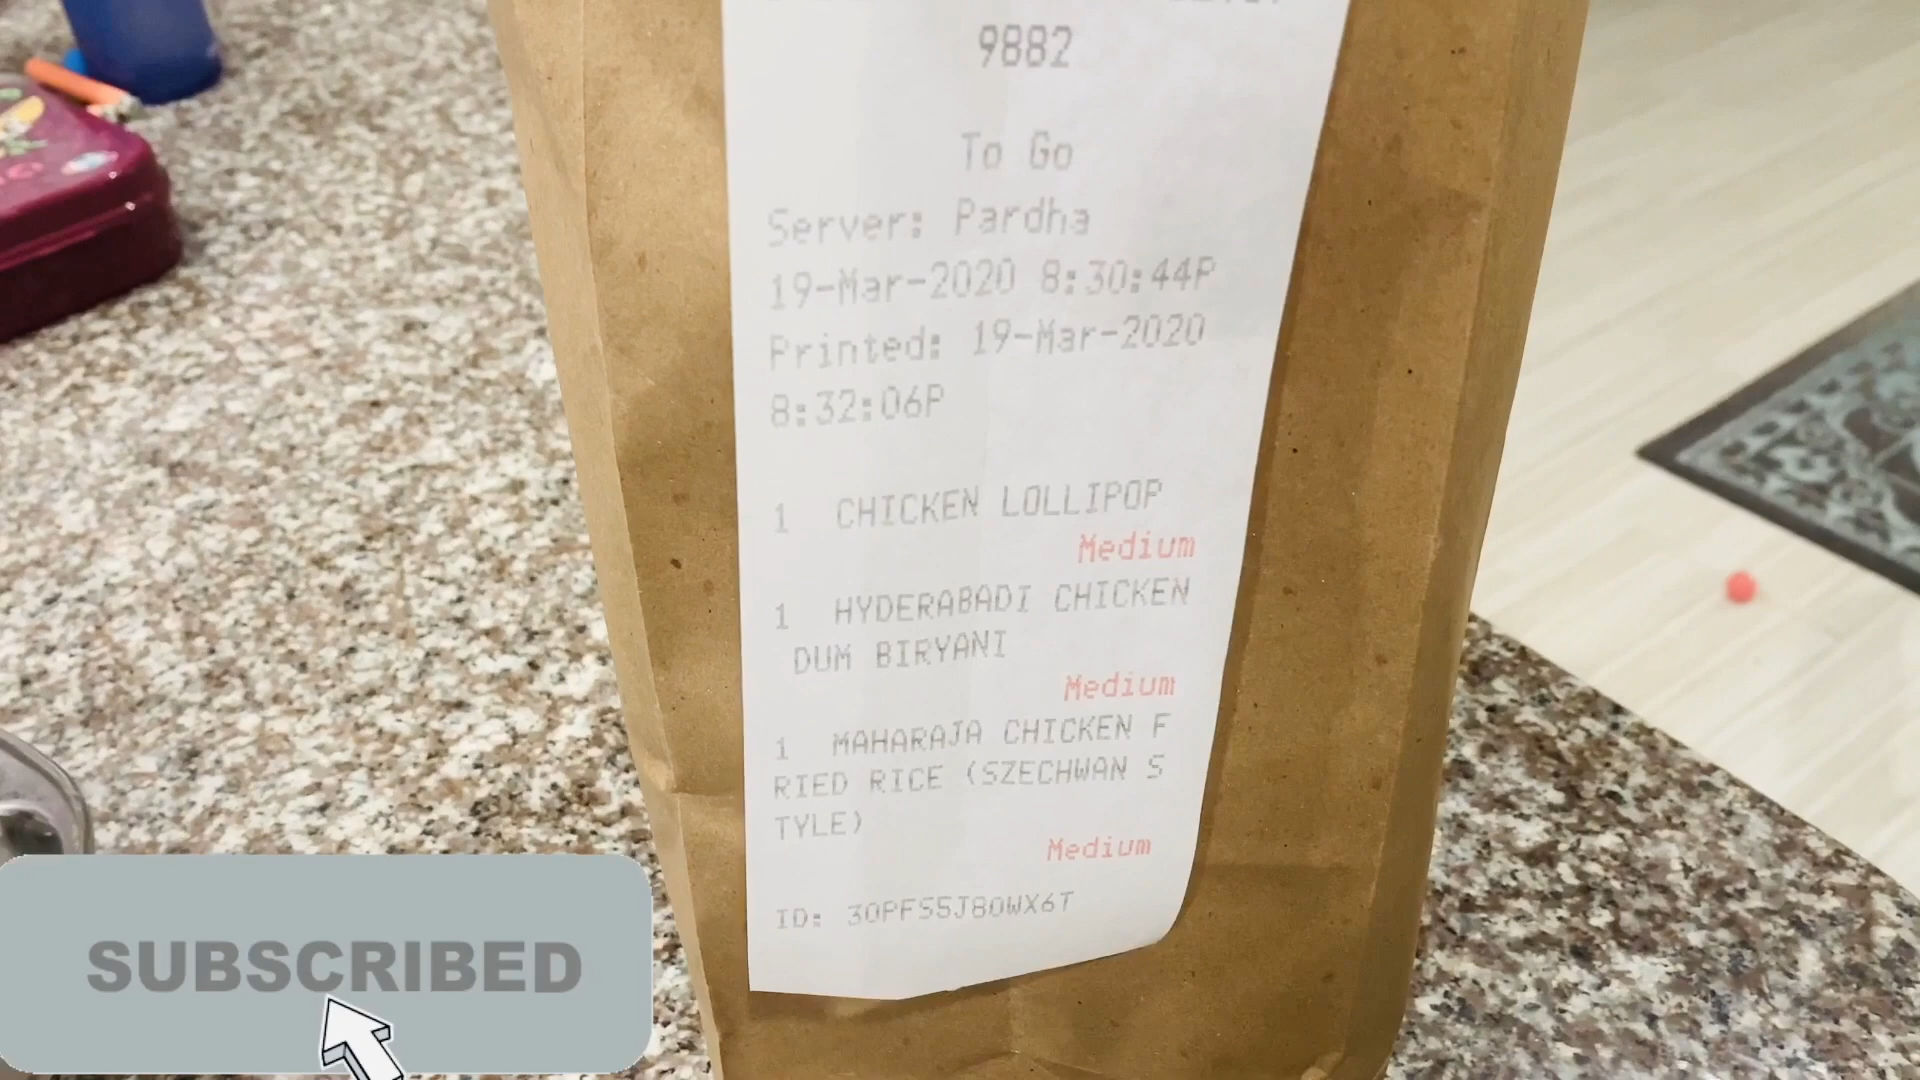 9882
To Go
Server: Pardha
19-Mar-2020 8:30:44P
Printed: 19-Mar-2020
8:32:06P
1 CHICKEN LOLLIPOP
Medium
1 HYDERABADI CHICKEN
DUM BIRYANI
Medium
1 MAHARAJA CHICKEN F
RIED RICE (SZECHWAN S
TYLE)
Medium
ID: 3OPFS5J80WX6T
SUBSCRIBED